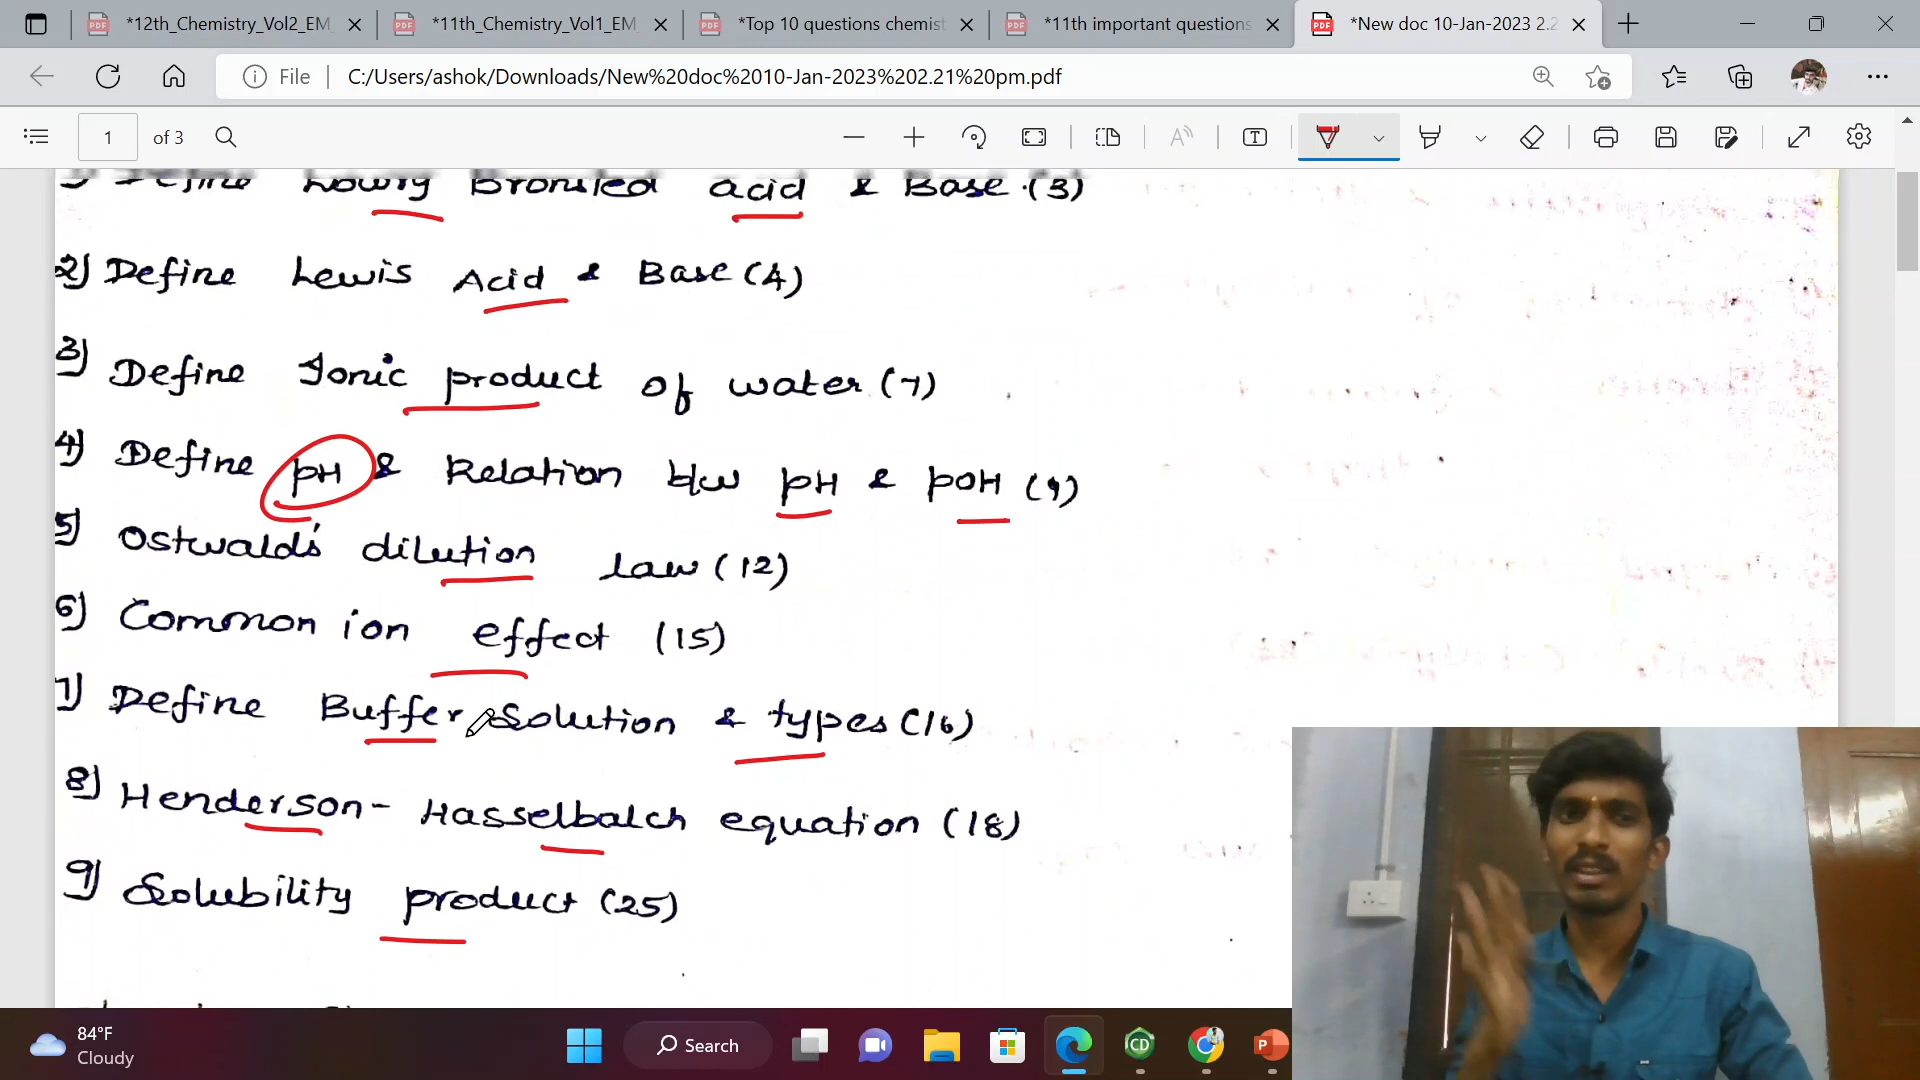 *12th_Chemistry_Vol2_EM
*11th_Chemistry_Vol1_EM
*Top 10 questions chemist
*11th important questions
*New doc 10-Jan-2023 2.2
File
C:/Users/ashok/Downloads/New%20doc%2010-Jan-2023%202.21%20pm.pdf
1 of 3
1) Define Lowry Bronsted acid & Base.(3)
2) Define Lewis Acid & Base (4)
3) Define Ionic product of water (7)
4) Define pH & Relation b/w pH & pOH (9)
5) Ostwald's dilution law (12)
6) Common ion effect (15)
7) Define Buffer Solution & types (16)
8) Henderson - Hasselbalch equation (18)
9) Solubility product (25)
84°F
Cloudy
Search